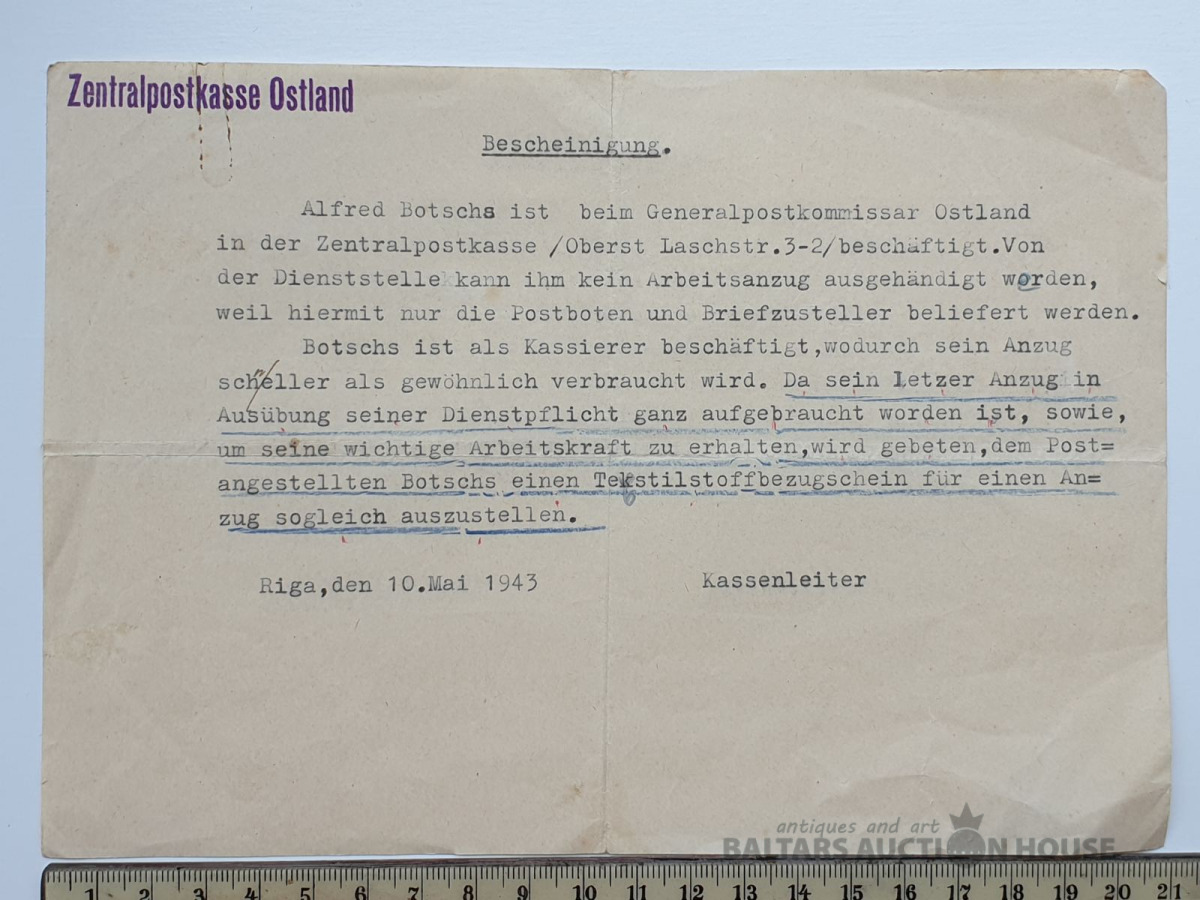 Zentralpostkasse Ostland
Bescheinigung.
Alfred Botschs ist beim Generalpostkommissar Ostland
in der Zentralpostkasse /Oberst Laschstr.3-2/beschäftigt.Von
der Dienststelle kann ihm kein Arbeitsanzug ausgehändigt worden,
weil hiermit nur die Postboten und Briefzusteller beliefert werden.
Botschs ist als Kassierer beschäftigt,wodurch sein Anzug
scheller als gewöhnlich verbraucht wird. Da sein letzer Anzug in
Ausübung seiner Dienstpflicht ganz aufgebraucht worden ist, sowie,
um seine wichtige Arbeitskraft zu erhalten,wird gebeten,dem Post=
angestellten Botschs einen Tekstilstoffbezugschein für einen An=
zug sogleich auszustellen.
Riga,den 10.Mai 1943
Kassenleiter
antiques and art
BALTARS AUCTION HOUSE
1 2 3 4 5 6 7 8 9 10 11 12 13 14 15 16 17 18 19 20 21